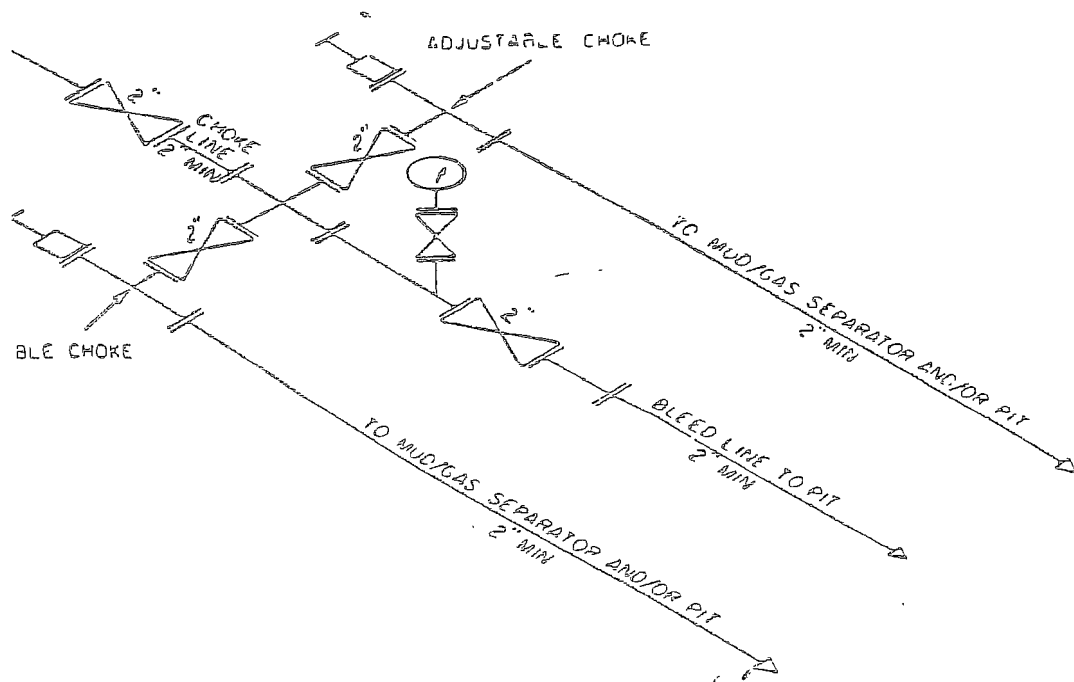 ADJUSTABLE CHOKE
2"
CHOKE
LINE
2" MIN
2"
2"
BLE CHOKE
2"
TO MUD/GAS SEPARATOR AND/OR PIT
2" MIN
BLEED LINE TO PIT
2" MIN
TO MUD/GAS SEPARATOR AND/OR PIT
2" MIN